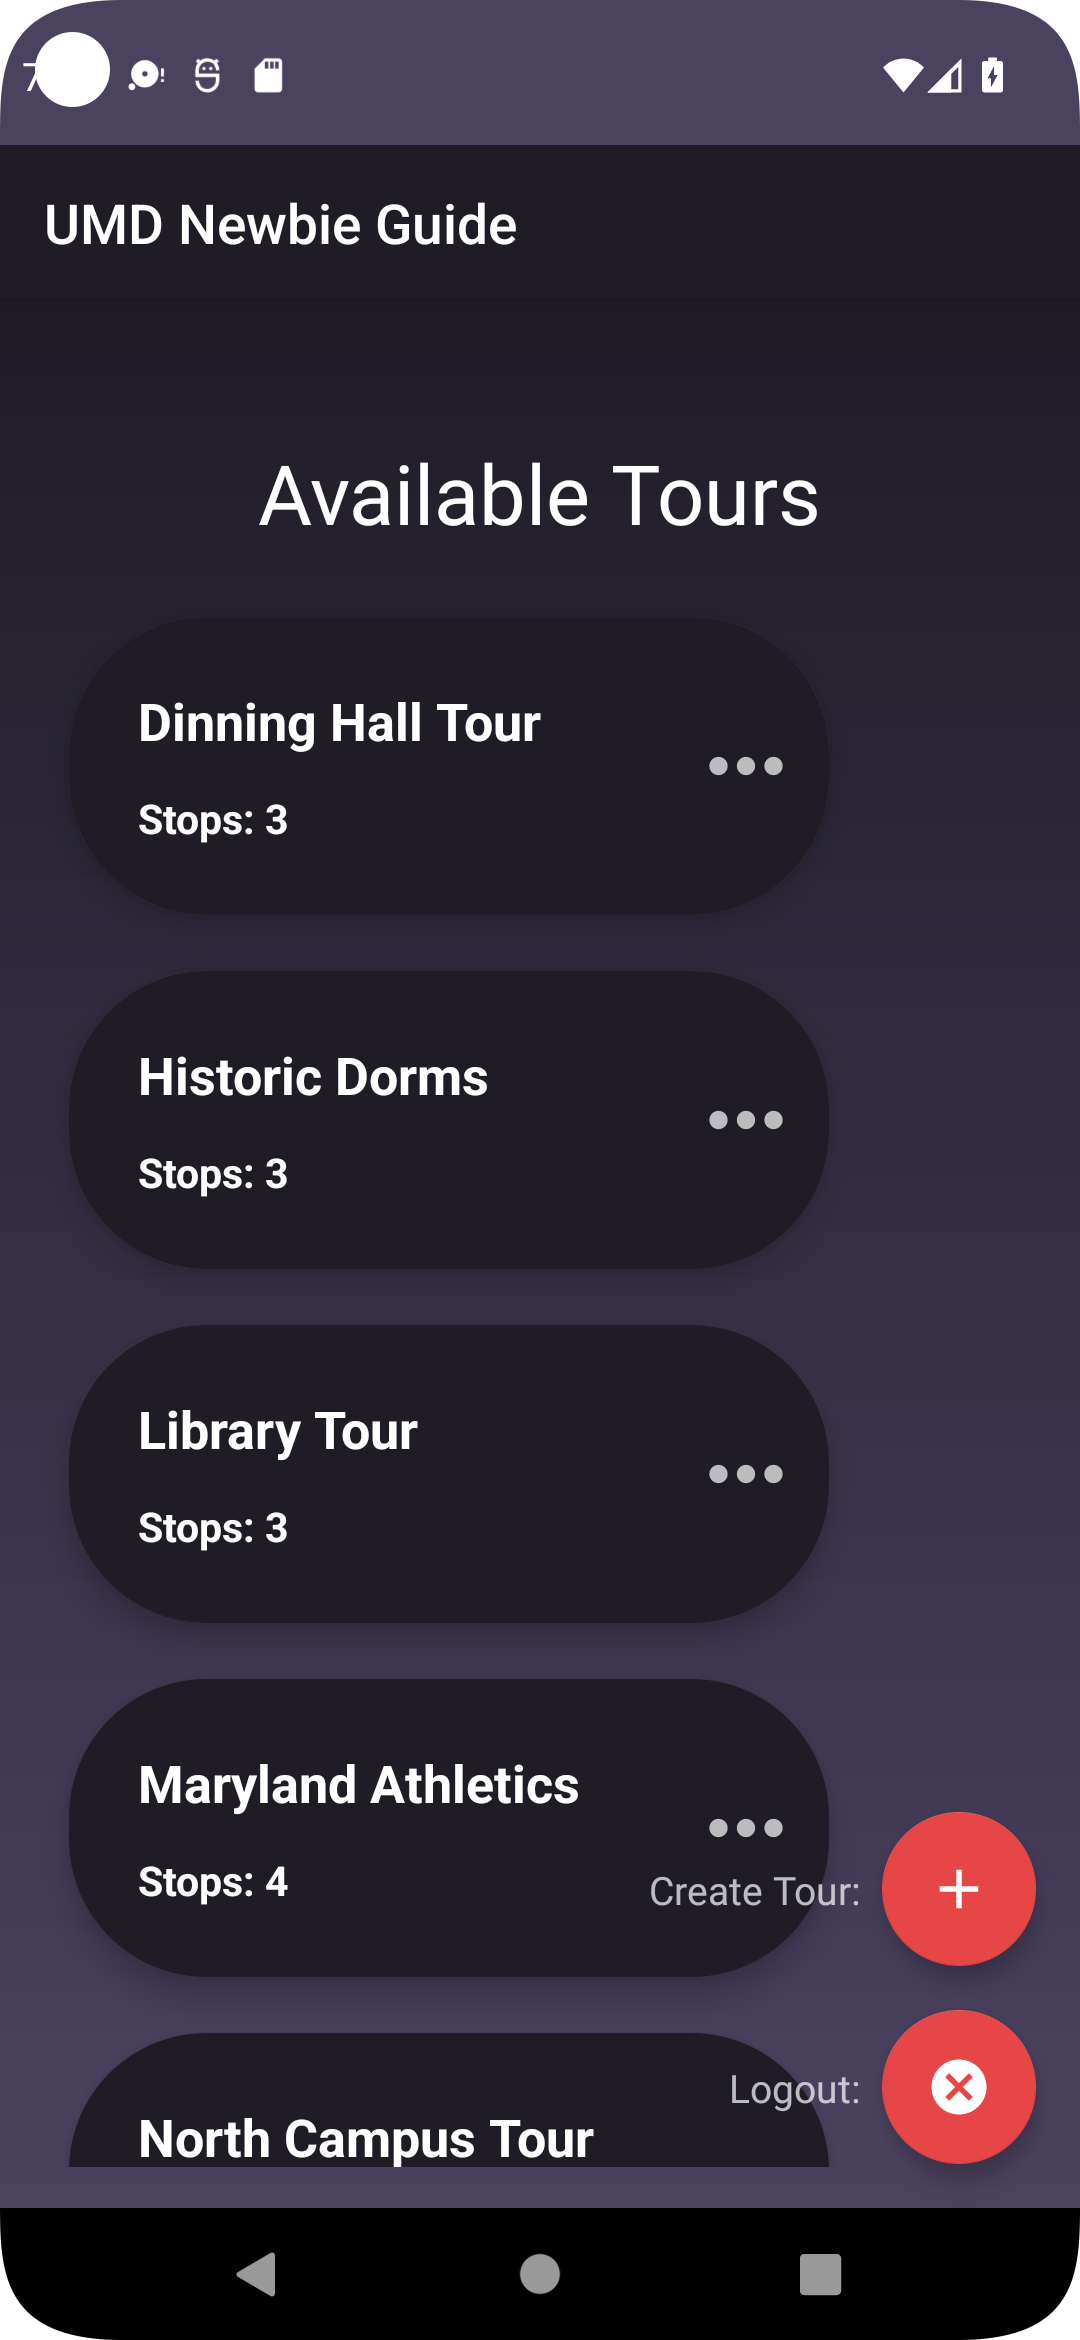 UMD Newbie Guide
Available Tours
Dinning Hall Tour
Stops: 3
Historic Dorms
Stops: 3
Library Tour
Stops: 3
Maryland Athletics
Stops: 4
Create Tour:
Logout:
North Campus Tour